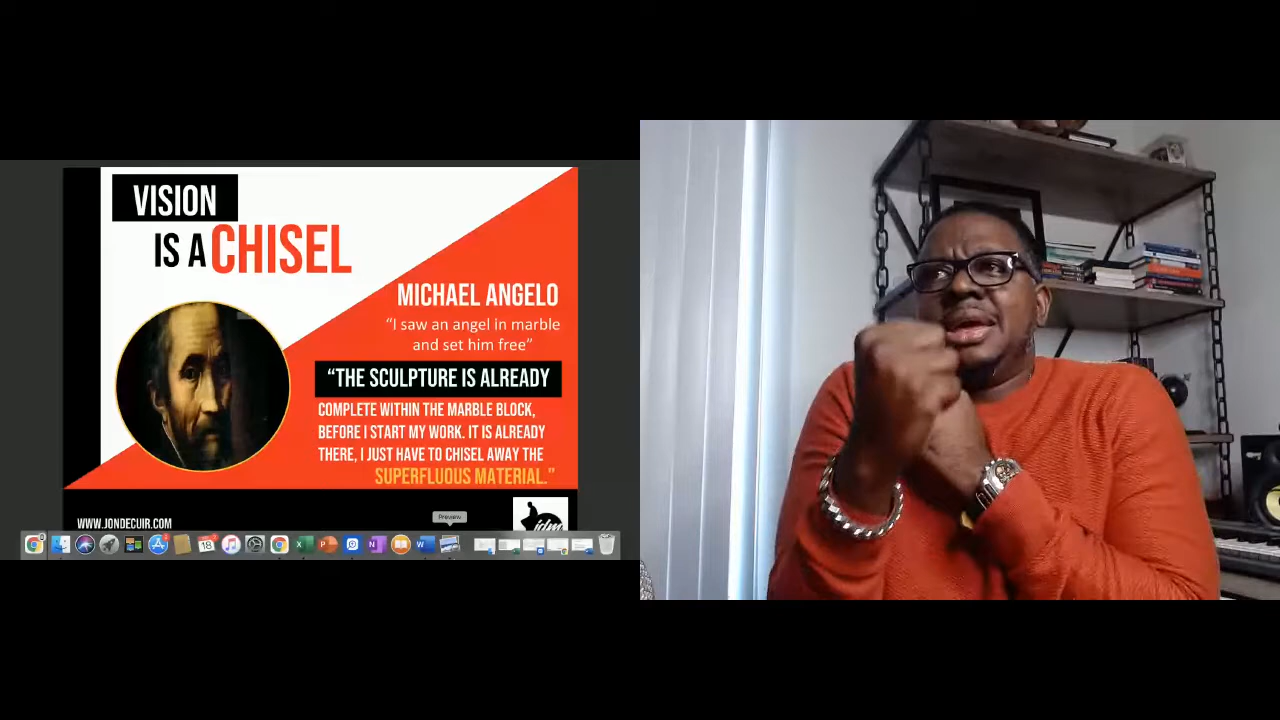 VISION
IS A CHISEL
MICHAEL ANGELO
“I saw an angel in marble
and set him free”
“THE SCULPTURE IS ALREADY
COMPLETE WITHIN THE MARBLE BLOCK,
BEFORE I START MY WORK. IT IS ALREADY
THERE, I JUST HAVE TO CHISEL AWAY THE
SUPERFLUOUS MATERIAL.”
WWW.JONDECUIR.COM
idm
Preview
18